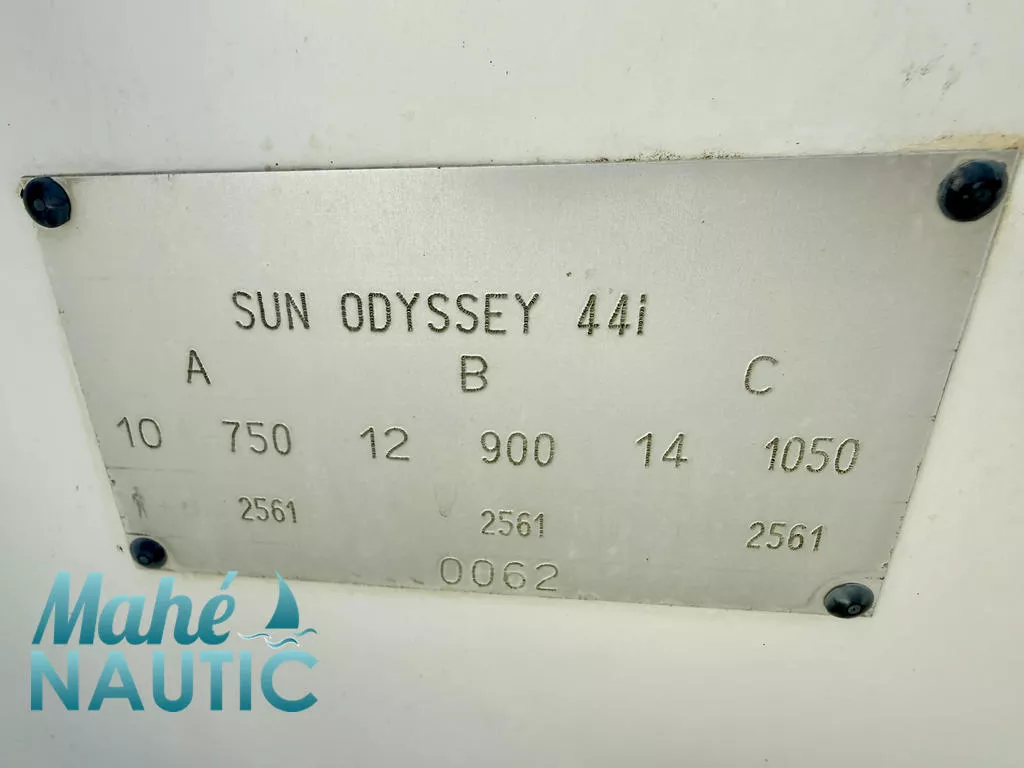 SUN ODYSSEY 44i
A B C
10 750 12 900 14 1050
2561 2561 2561
0062
Mahé
NAUTIC